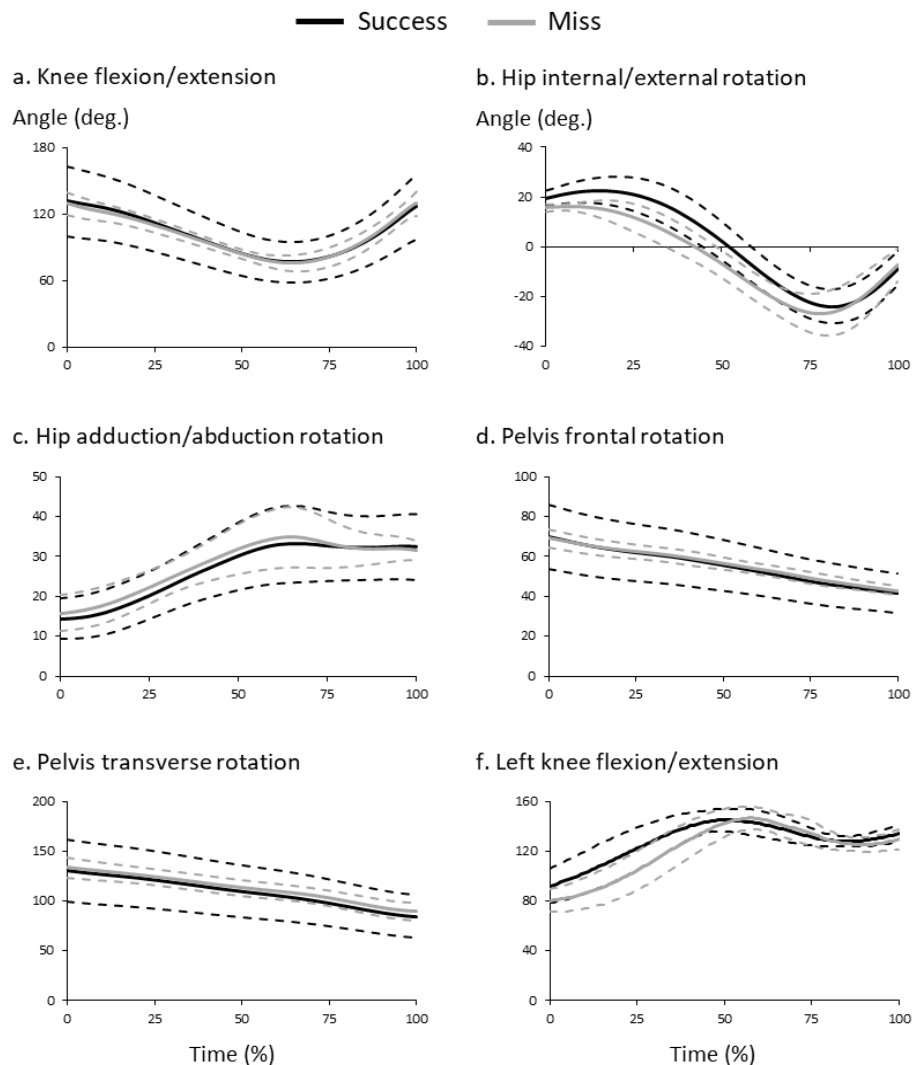 Success Miss
a. Knee flexion/extension
Angle (deg.)
180
120
60
0
0 25 50 75 100
b. Hip internal/external rotation
Angle (deg.)
40
20
0
-20
-40
0 25 50 75 100
c. Hip adduction/abduction rotation
50
40
30
20
10
0
0 25 50 75 100
d. Pelvis frontal rotation
100
80
60
40
20
0
0 25 50 75 100
e. Pelvis transverse rotation
200
150
100
50
0
0 25 50 75 100
Time (%)
f. Left knee flexion/extension
160
120
80
40
0
0 25 50 75 100
Time (%)